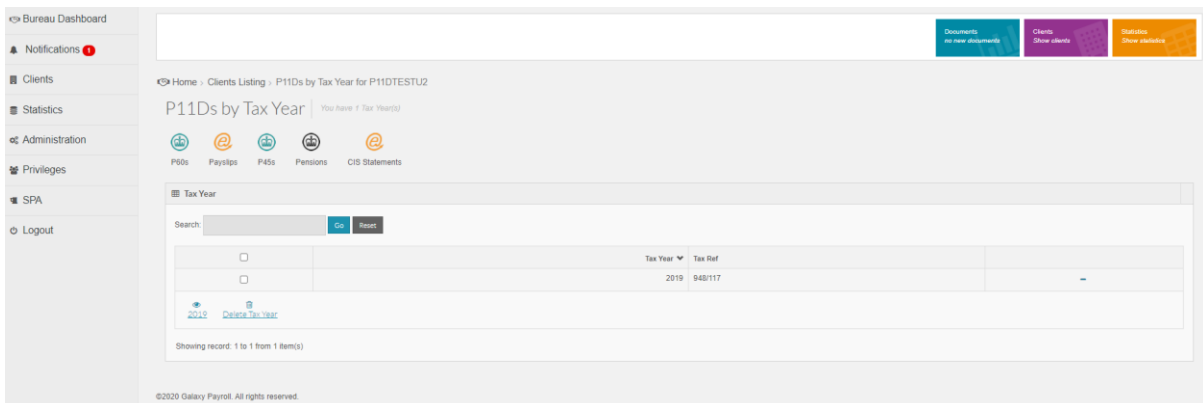 Bureau Dashboard
Notifications 1
Clients
Statistics
Administration
Privileges
SPA
Logout
Documents
no new documents
Clients
Show clients
Statistics
Show statistics
Home › Clients Listing › P11Ds by Tax Year for P11DTESTU2
P11Ds by Tax Year You have 1 Tax Year(s)
P60s Payslips P45s Pensions CIS Statements
Tax Year
Search: Go Reset
Tax Year Tax Ref
2019 948/117 –
2019 Delete Tax Year
Showing record: 1 to 1 from 1 item(s)
©2020 Galaxy Payroll. All rights reserved.